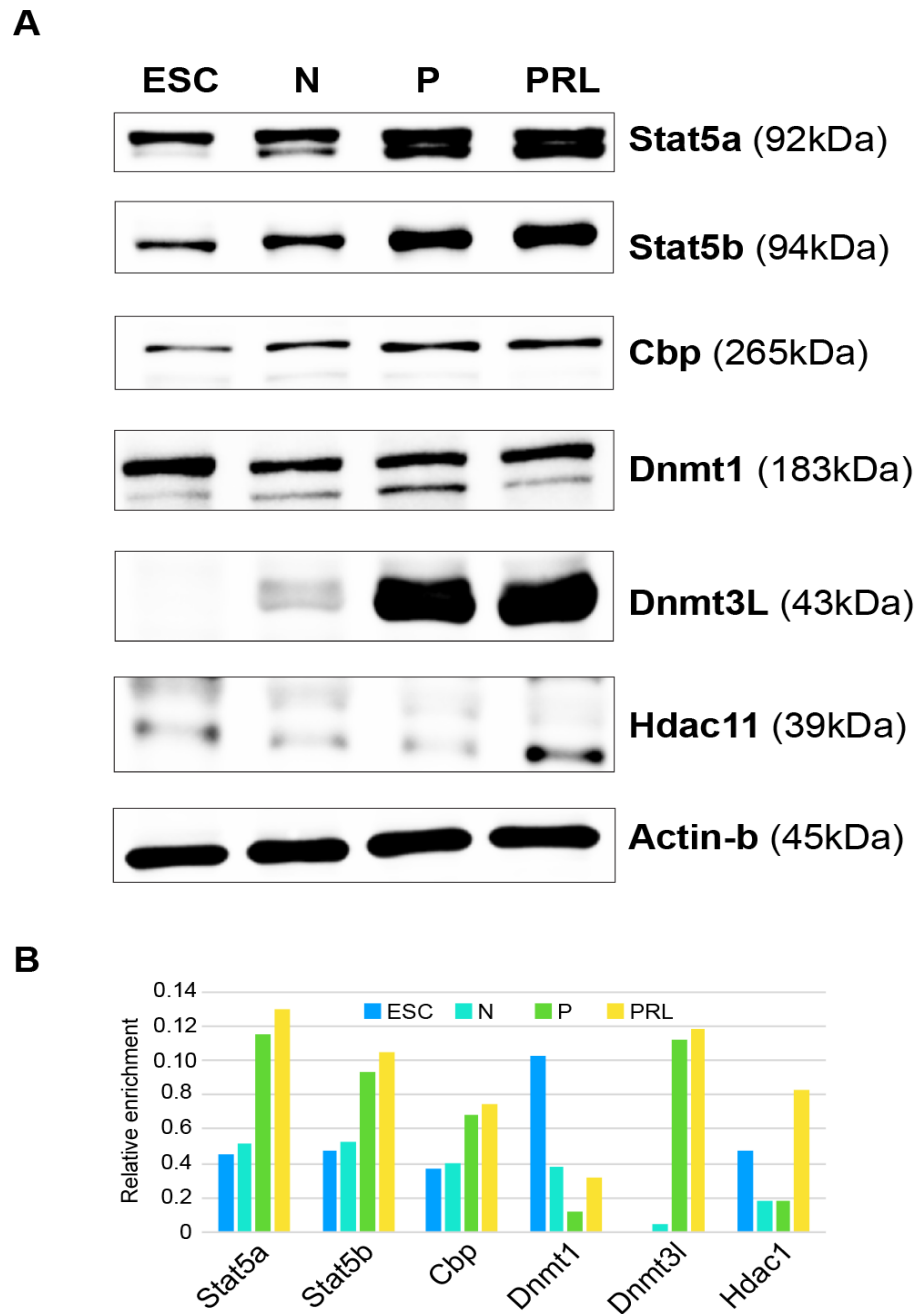 A
ESC N P PRL
Stat5a (92kDa)
Stat5b (94kDa)
Cbp (265kDa)
Dnmt1 (183kDa)
Dnmt3L (43kDa)
Hdac11 (39kDa)
Actin-b (45kDa)
B
Relative enrichment
0.14
0.12
0.10
0.8
0.6
0.4
0.2
0
ESC N P PRL
Stat5a Stat5b Cbp Dnmt1 Dnmt3l Hdac1